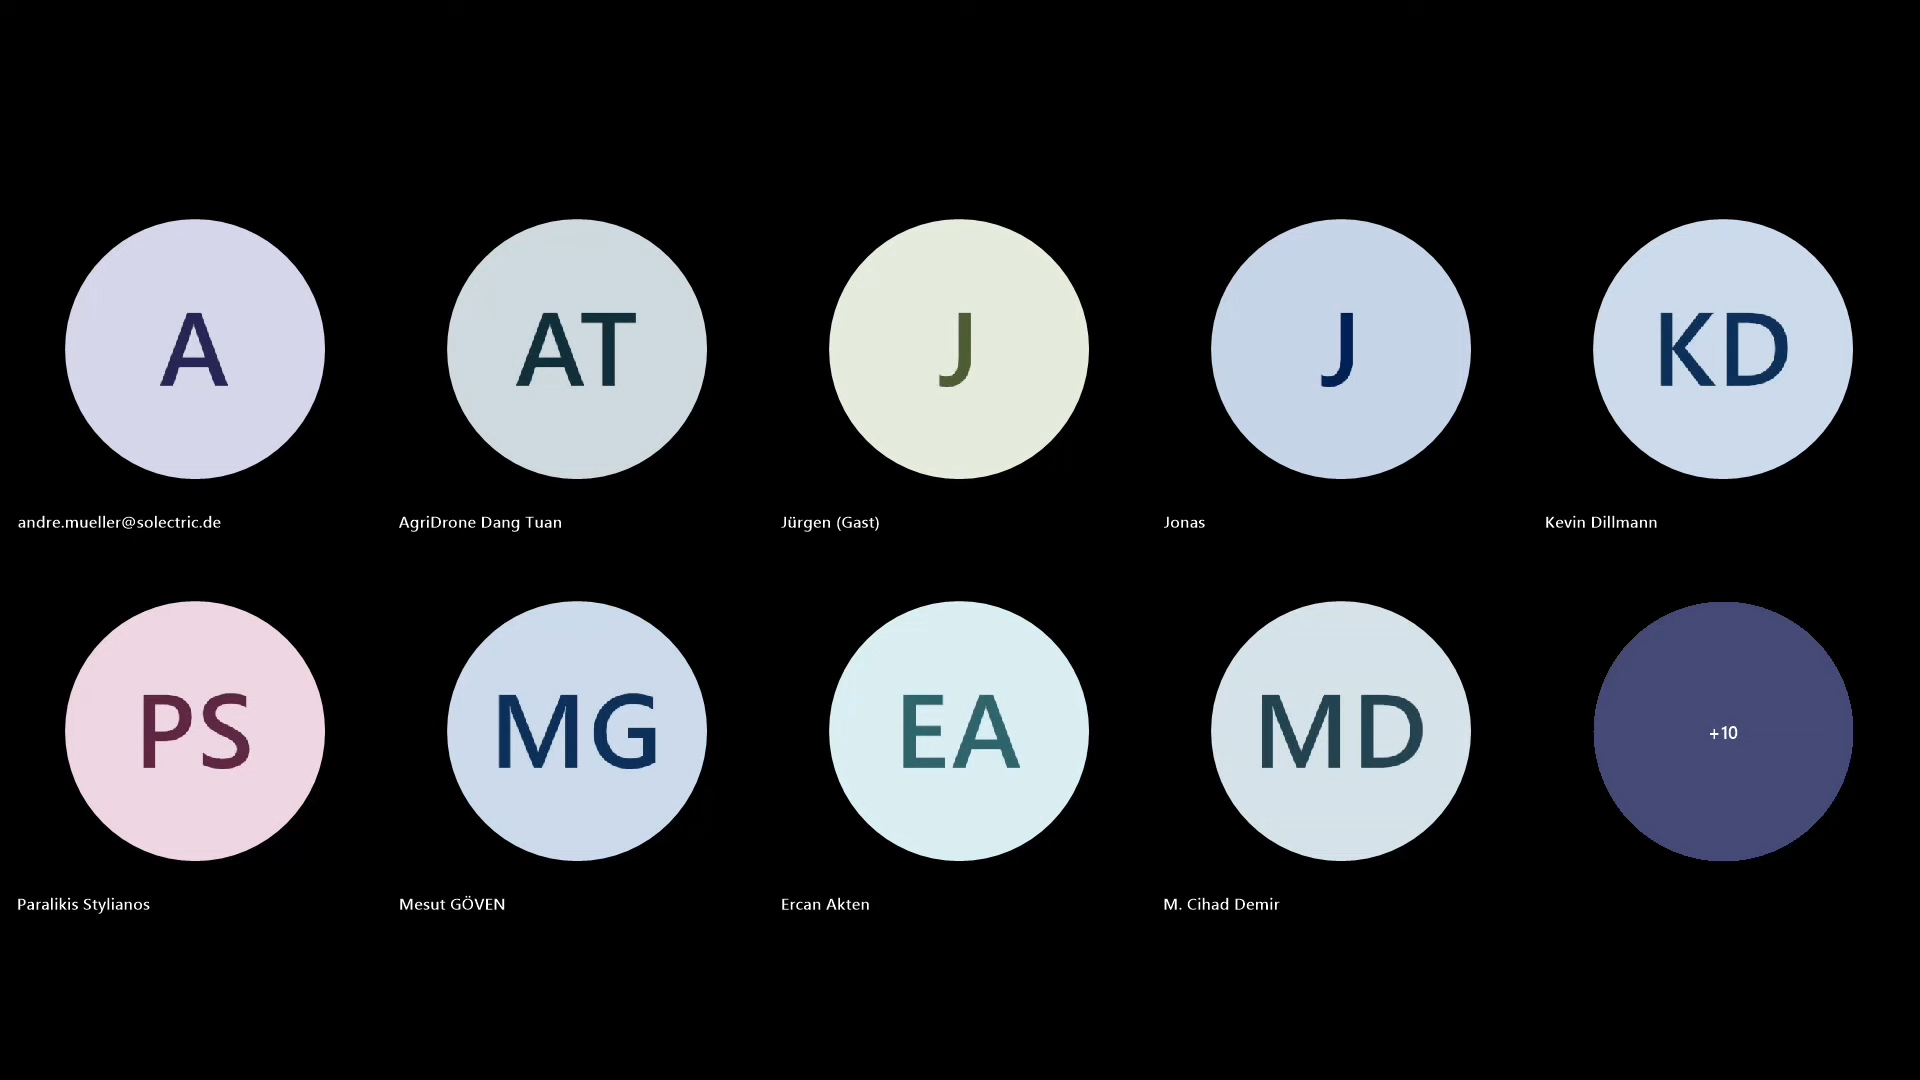 A
AT
J
J
KD
andre.mueller@solectric.de
AgriDrone Dang Tuan
Jürgen (Gast)
Jonas
Kevin Dillmann
PS
MG
EA
MD
+10
Paralikis Stylianos
Mesut GÖVEN
Ercan Akten
M. Cihad Demir